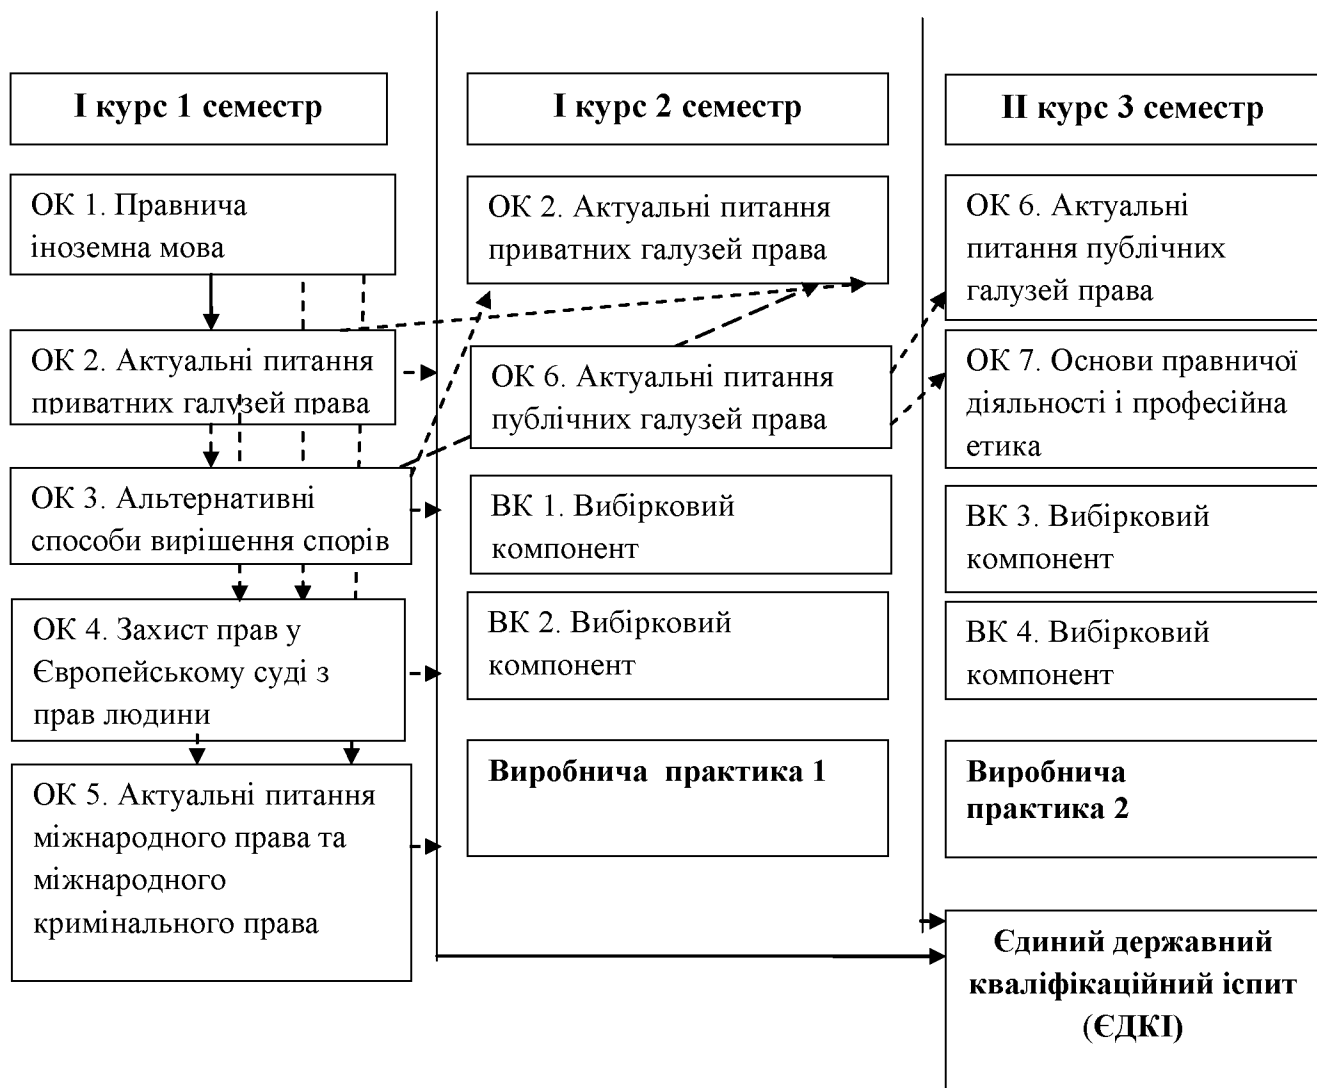 І курс 1 семестр
ОК 1. Правнича
іноземна мова
ОК 2. Актуальні питання
приватних галузей права
ОК 3. Альтернативні
способи вирішення спорів
ОК 4. Захист прав у
Європейському суді з
прав людини
ОК 5. Актуальні питання
міжнародного права та
міжнародного
кримінального права
І курс 2 семестр
ОК 2. Актуальні питання
приватних галузей права
ОК 6. Актуальні питання
публічних галузей права
ВК 1. Вибірковий
компонент
ВК 2. Вибірковий
компонент
Виробнича практика 1
ІІ курс 3 семестр
ОК 6. Актуальні
питання публічних
галузей права
ОК 7. Основи правничої
діяльності і професійна
етика
ВК 3. Вибірковий
компонент
ВК 4. Вибірковий
компонент
Виробнича
практика 2
Єдиний державний
кваліфікаційний іспит
(ЄДКІ)